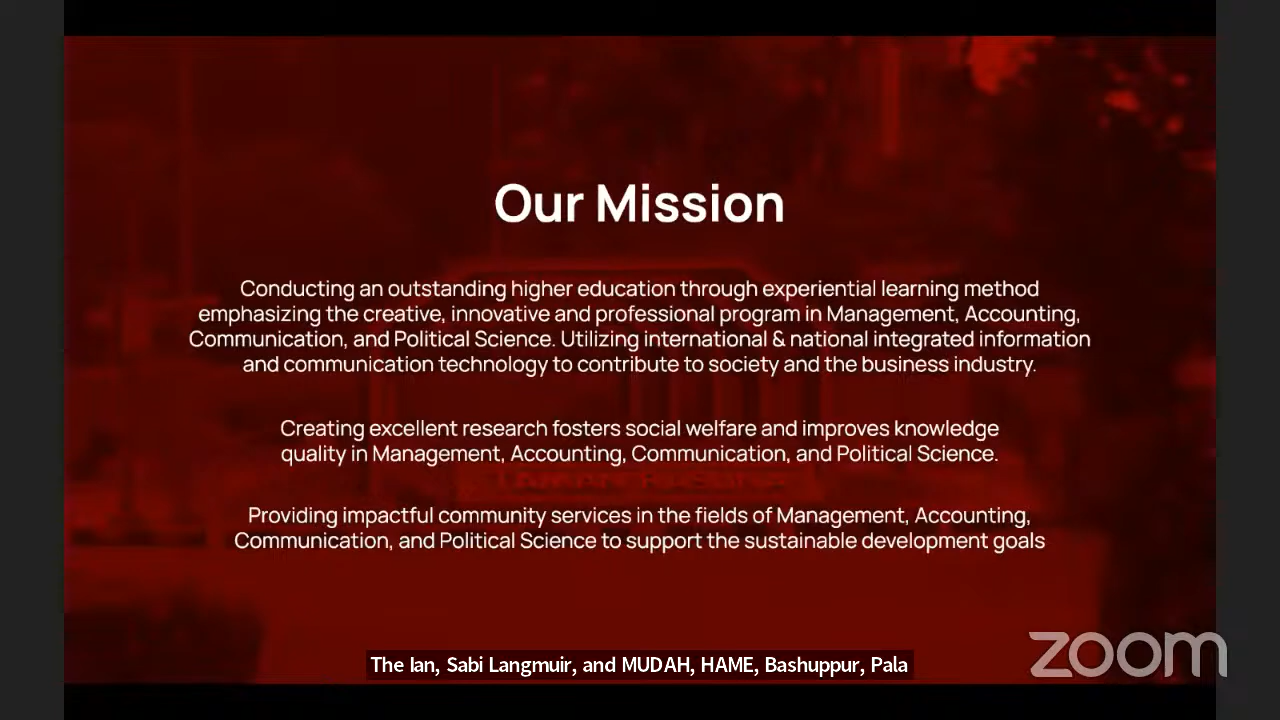 Our Mission
Conducting an outstanding higher education through experiential learning method
emphasizing the creative, innovative and professional program in Management, Accounting,
Communication, and Political Science. Utilizing international & national integrated information
and communication technology to contribute to society and the business industry.
Creating excellent research fosters social welfare and improves knowledge
quality in Management, Accounting, Communication, and Political Science.
Providing impactful community services in the fields of Management, Accounting,
Communication, and Political Science to support the sustainable development goals
The Ian, Sabi Langmuir, and MUDAH, HAME, Bashuppur, Pala
zoom